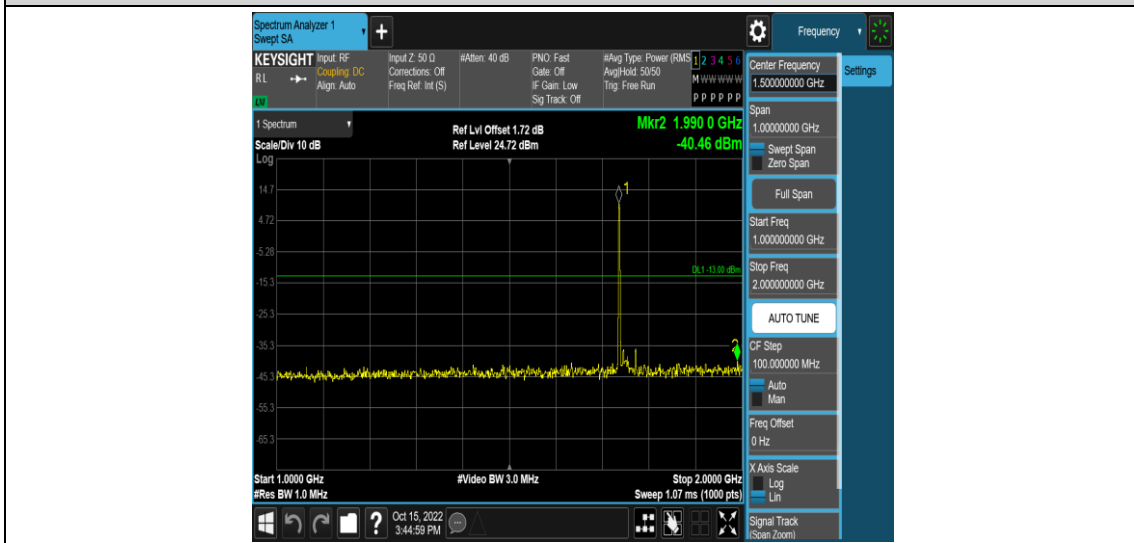 Spectrum Analyzer 1
Swept SA
+
Frequency
KEYSIGHT
RL
LXI
Input: RF
Coupling: DC
Align: Auto
Input Z: 50 Ω
Corrections: Off
Freq Ref: Int (S)
#Atten: 40 dB
PNO: Fast
Gate: Off
IF Gain: Low
Sig Track: Off
#Avg Type: Power (RMS
Avg|Hold: 50/50
Trig: Free Run
1 2 3 4 5 6
M W W W W W
P P P P P P
1 Spectrum
Scale/Div 10 dB
Log
Ref Lvl Offset 1.72 dB
Ref Level 24.72 dBm
Mkr2 1.990 0 GHz
-40.46 dBm
14.7
4.72
-5.28
-15.3
-25.3
-35.3
-45.3
-55.3
-65.3
1
DL1 -13.00 dBm
2
Start 1.0000 GHz
#Res BW 1.0 MHz
#Video BW 3.0 MHz
Stop 2.0000 GHz
Sweep 1.07 ms (1000 pts)
?
Oct 15, 2022
3:44:59 PM
Center Frequency
1.500000000 GHz
Settings
Span
1.00000000 GHz
Swept Span
Zero Span
Full Span
Start Freq
1.000000000 GHz
Stop Freq
2.000000000 GHz
AUTO TUNE
CF Step
100.000000 MHz
Auto
Man
Freq Offset
0 Hz
X Axis Scale
Log
Lin
Signal Track
(Span Zoom)